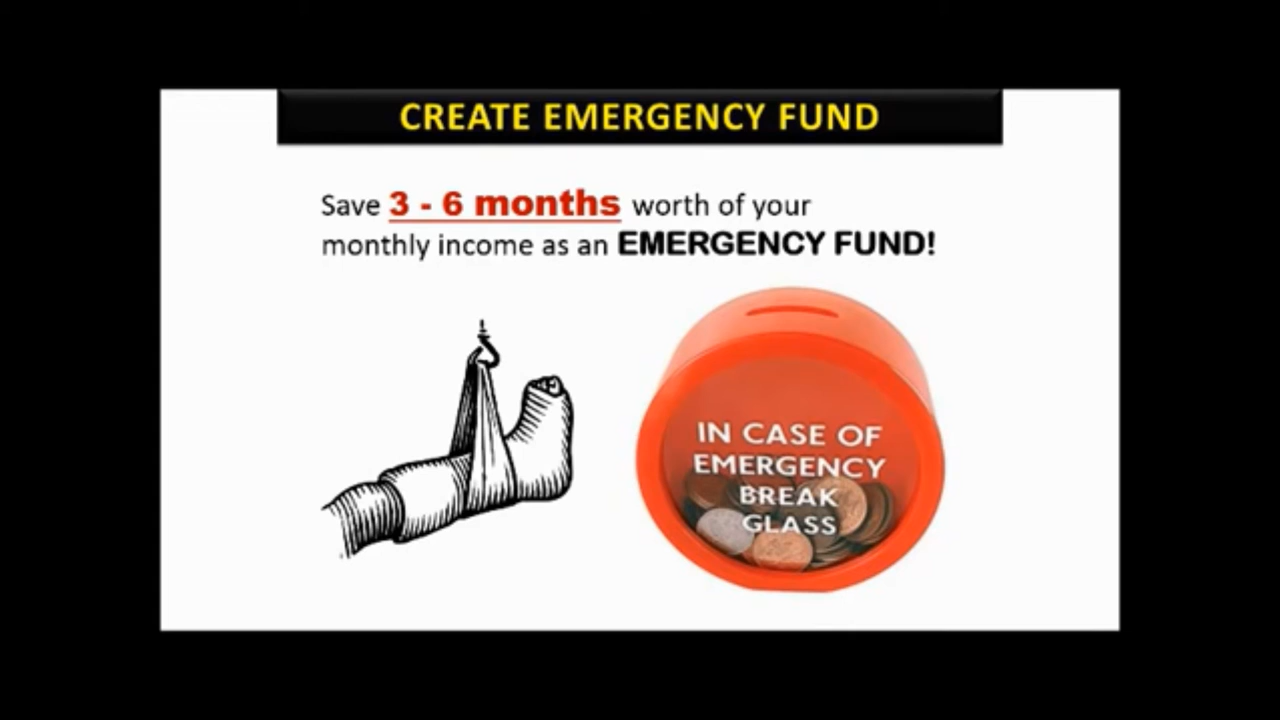 CREATE EMERGENCY FUND
Save 3 - 6 months worth of your
monthly income as an EMERGENCY FUND!
IN CASE OF
EMERGENCY
BREAK
GLASS